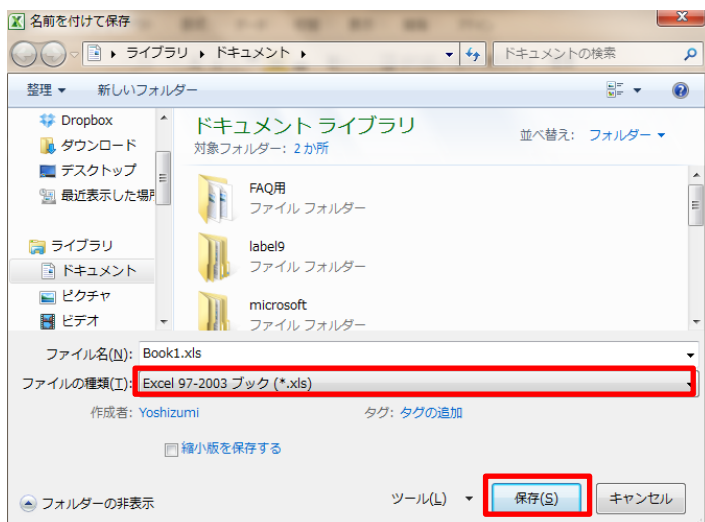 名前を付けて保存
ライブラリ ドキュメント
ドキュメントの検索
整理 新しいフォルダー
Dropbox
ダウンロード
デスクトップ
最近表示した場所
ライブラリ
ドキュメント
ピクチャ
ビデオ
ドキュメント ライブラリ
対象フォルダー: 2 か所
並べ替え: フォルダー
FAQ用
ファイル フォルダー
label9
ファイル フォルダー
microsoft
ファイル フォルダー
ファイル名(N): Book1.xls
ファイルの種類(T): Excel 97-2003 ブック (*.xls)
作成者: Yoshizumi タグ: タグの追加
縮小版を保存する
フォルダーの非表示 ツール(L) 保存(S) キャンセル